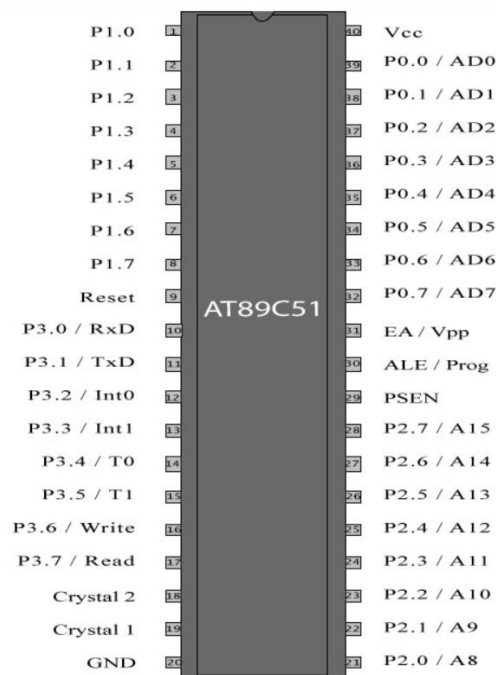 P1.0 1 40 Vcc
P1.1 2 39 P0.0 / AD0
P1.2 3 38 P0.1 / AD1
P1.3 4 37 P0.2 / AD2
P1.4 5 36 P0.3 / AD3
P1.5 6 35 P0.4 / AD4
P1.6 7 34 P0.5 / AD5
P1.7 8 33 P0.6 / AD6
Reset 9 32 P0.7 / AD7
AT89C51
P3.0 / RxD 10 31 EA / Vpp
P3.1 / TxD 11 30 ALE / Prog
P3.2 / Int0 12 29 PSEN
P3.3 / Int1 13 28 P2.7 / A15
P3.4 / T0 14 27 P2.6 / A14
P3.5 / T1 15 26 P2.5 / A13
P3.6 / Write 16 25 P2.4 / A12
P3.7 / Read 17 24 P2.3 / A11
Crystal 2 18 23 P2.2 / A10
Crystal 1 19 22 P2.1 / A9
GND 20 21 P2.0 / A8